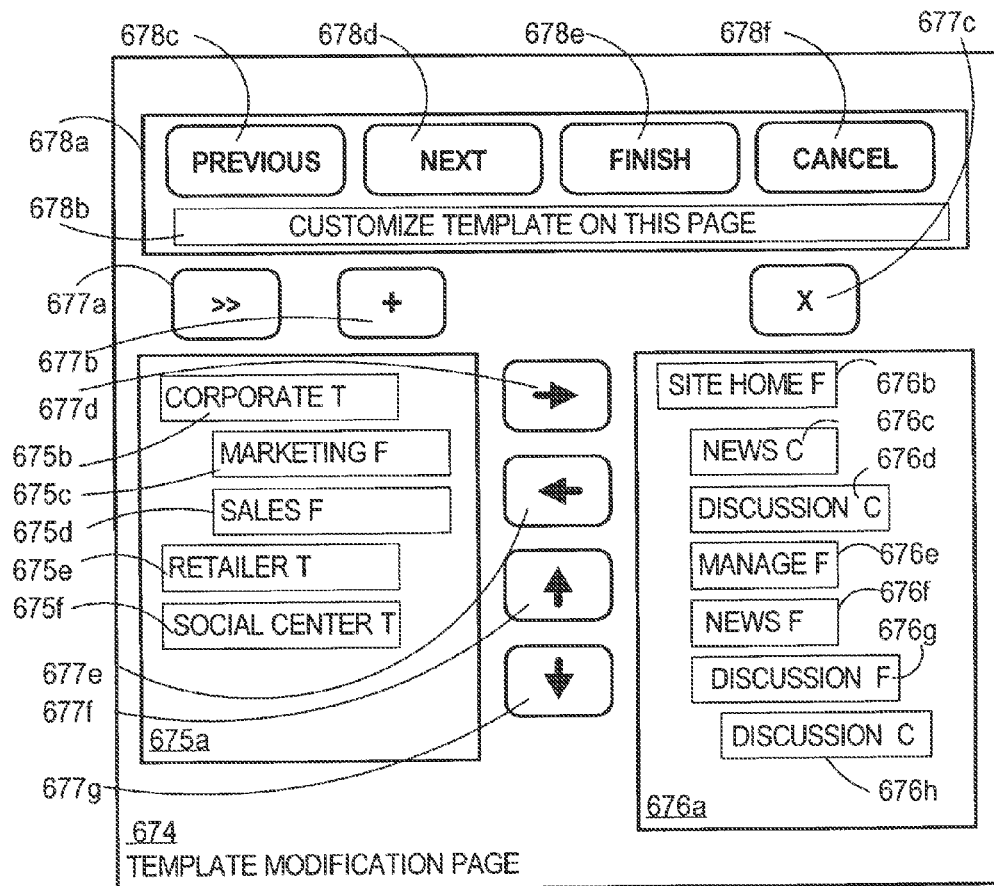 678c 678d 678e 678f 677c
678a
PREVIOUS NEXT FINISH CANCEL
678b
CUSTOMIZE TEMPLATE ON THIS PAGE
677a
>> + X
677b
677d
CORPORATE T
675b
MARKETING F
675c
SALES F
675d
RETAILER T
675e
SOCIAL CENTER T
675f
677e
677f
675a
677g
SITE HOME F
676b
676c
NEWS C
676d
DISCUSSION C
MANAGE F
676e
676f
NEWS F
676g
DISCUSSION F
DISCUSSION C
676h
676a
674
TEMPLATE MODIFICATION PAGE